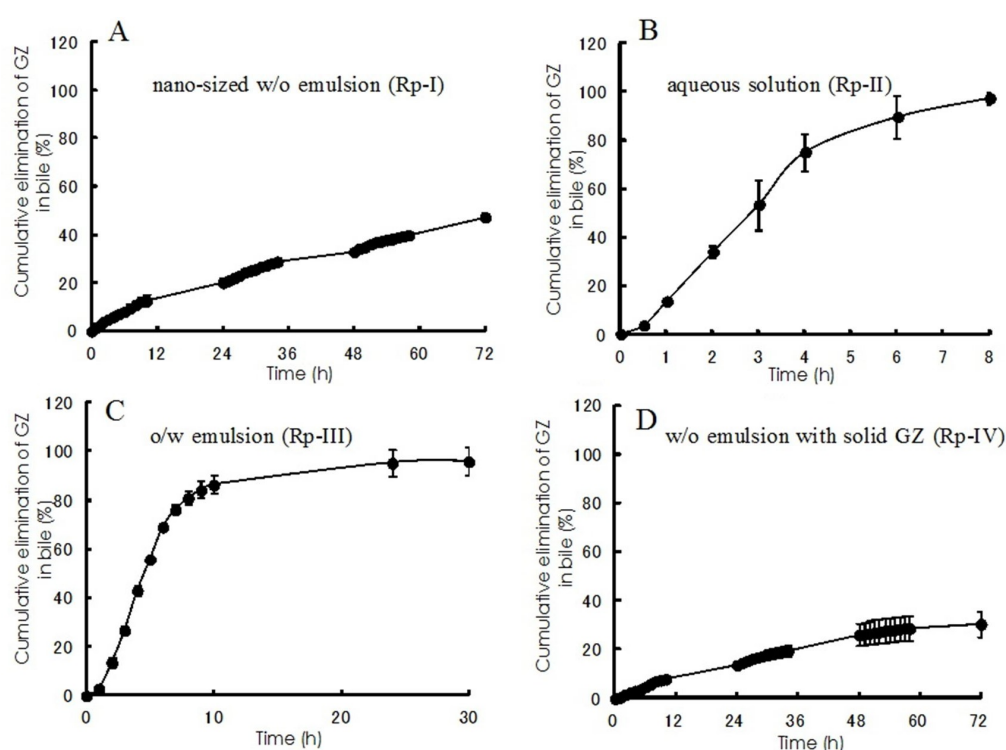 A
nano-sized w/o emulsion (Rp-I)
Cumulative elimination of GZ
in bile (%)
120
100
80
60
40
20
0
0 12 24 36 48 60 72
Time (h)
B
aqueous solution (Rp-II)
Cumulative elimination of GZ
in bile (%)
120
100
80
60
40
20
0
0 1 2 3 4 5 6 7 8
Time (h)
C
o/w emulsion (Rp-III)
Cumulative elimination of GZ
in bile (%)
120
100
80
60
40
20
0
0 10 20 30
Time (h)
D
w/o emulsion with solid GZ (Rp-IV)
Cumulative elimination of GZ
in bile (%)
120
100
80
60
40
20
0
0 12 24 36 48 60 72
Time (h)